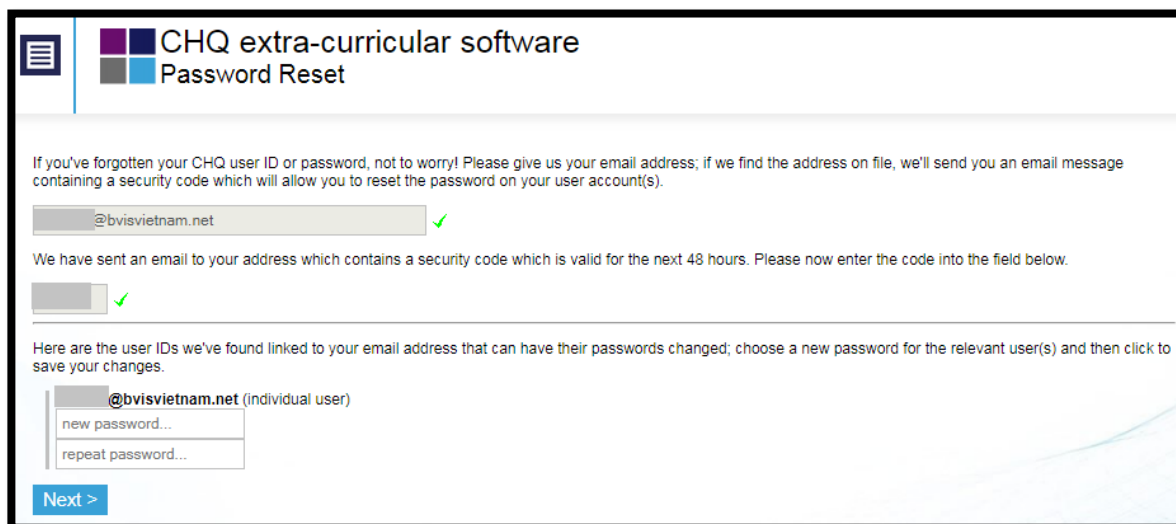 CHQ extra-curricular software
Password Reset
If you've forgotten your CHQ user ID or password, not to worry! Please give us your email address; if we find the address on file, we'll send you an email message
containing a security code which will allow you to reset the password on your user account(s).
@bvisvietnam.net
We have sent an email to your address which contains a security code which is valid for the next 48 hours. Please now enter the code into the field below.
Here are the user IDs we've found linked to your email address that can have their passwords changed; choose a new password for the relevant user(s) and then click to
save your changes.
@bvisvietnam.net (individual user)
new password...
repeat password...
Next >